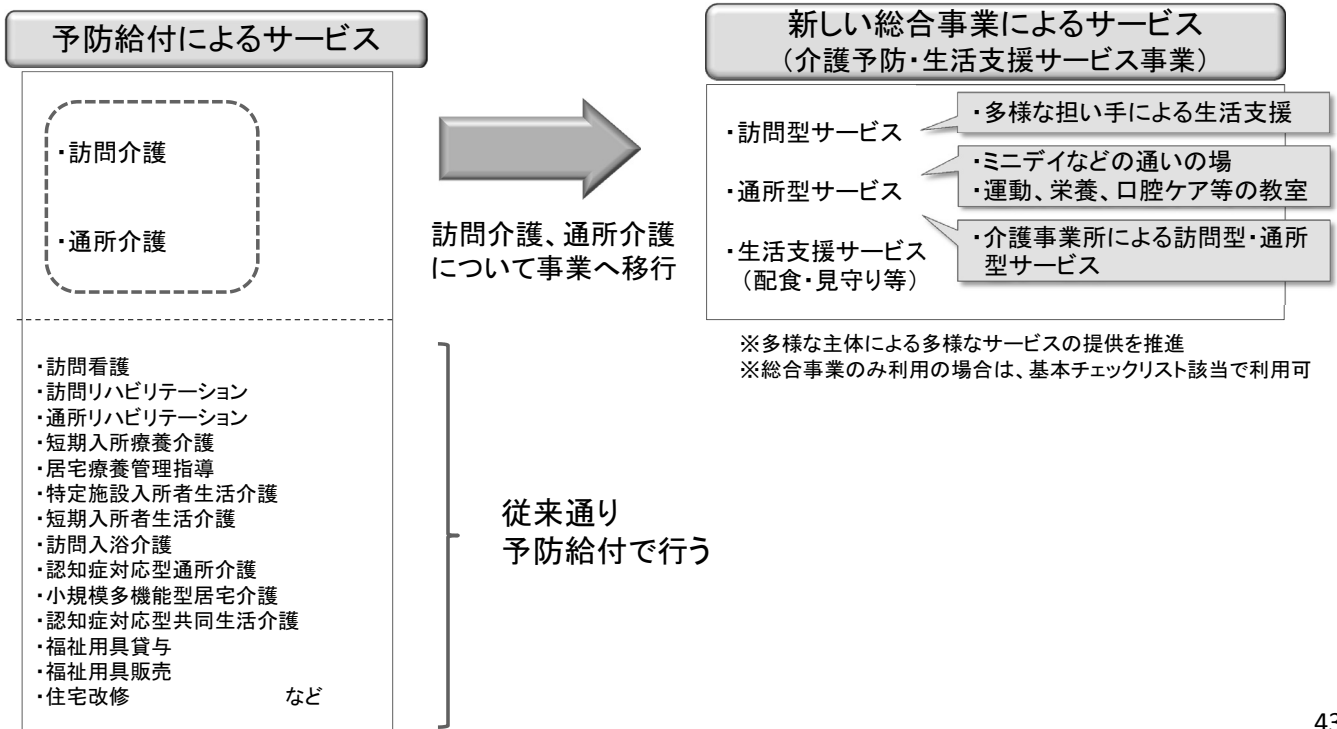 予防給付によるサービス
・訪問介護
・通所介護
訪問介護、通所介護
について事業へ移行
新しい総合事業によるサービス
（介護予防・生活支援サービス事業）
・訪問型サービス
・多様な担い手による生活支援
・通所型サービス
・ミニデイなどの通いの場
・運動、栄養、口腔ケア等の教室
・生活支援サービス
（配食・見守り等）
・介護事業所による訪問型・通所
型サービス
※多様な主体による多様なサービスの提供を推進
※総合事業のみ利用の場合は、基本チェックリスト該当で利用可
・訪問看護
・訪問リハビリテーション
・通所リハビリテーション
・短期入所療養介護
・居宅療養管理指導
・特定施設入所者生活介護
・短期入所者生活介護
・訪問入浴介護
・認知症対応型通所介護
・小規模多機能型居宅介護
・認知症対応型共同生活介護
・福祉用具貸与
・福祉用具販売
・住宅改修　など
従来通り
予防給付で行う
43